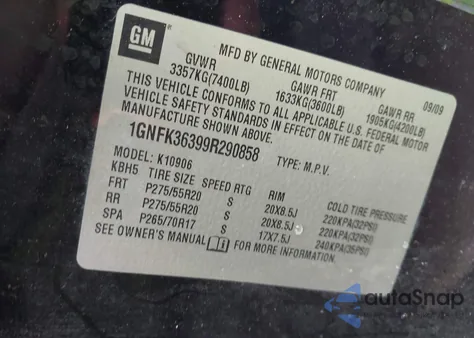 GM
MFD BY GENERAL MOTORS COMPANY
GVWR GAWR FRT GAWR RR 09/09
3357KG(7400LB) 1633KG(3600LB) 1905KG(4200LB)
THIS VEHICLE CONFORMS TO ALL APPLICABLE U.S. FEDERAL MOTOR
VEHICLE SAFETY STANDARDS IN EFFECT ON THE DATE OF
MANUFACTURE SHOWN ABOVE.
1GNFK36399R290858 TYPE: M.P.V.
MODEL: K10906
KBH5 TIRE SIZE SPEED RTG RIM COLD TIRE PRESSURE
FRT P275/55R20 S 20X8.5J 220KPA(32PSI)
RR P275/55R20 S 20X8.5J 220KPA(32PSI)
SPA P265/70R17 S 17X7.5J 240KPA(35PSI)
SEE OWNER'S MANUAL FOR MORE INFORMATION.
autoSnap